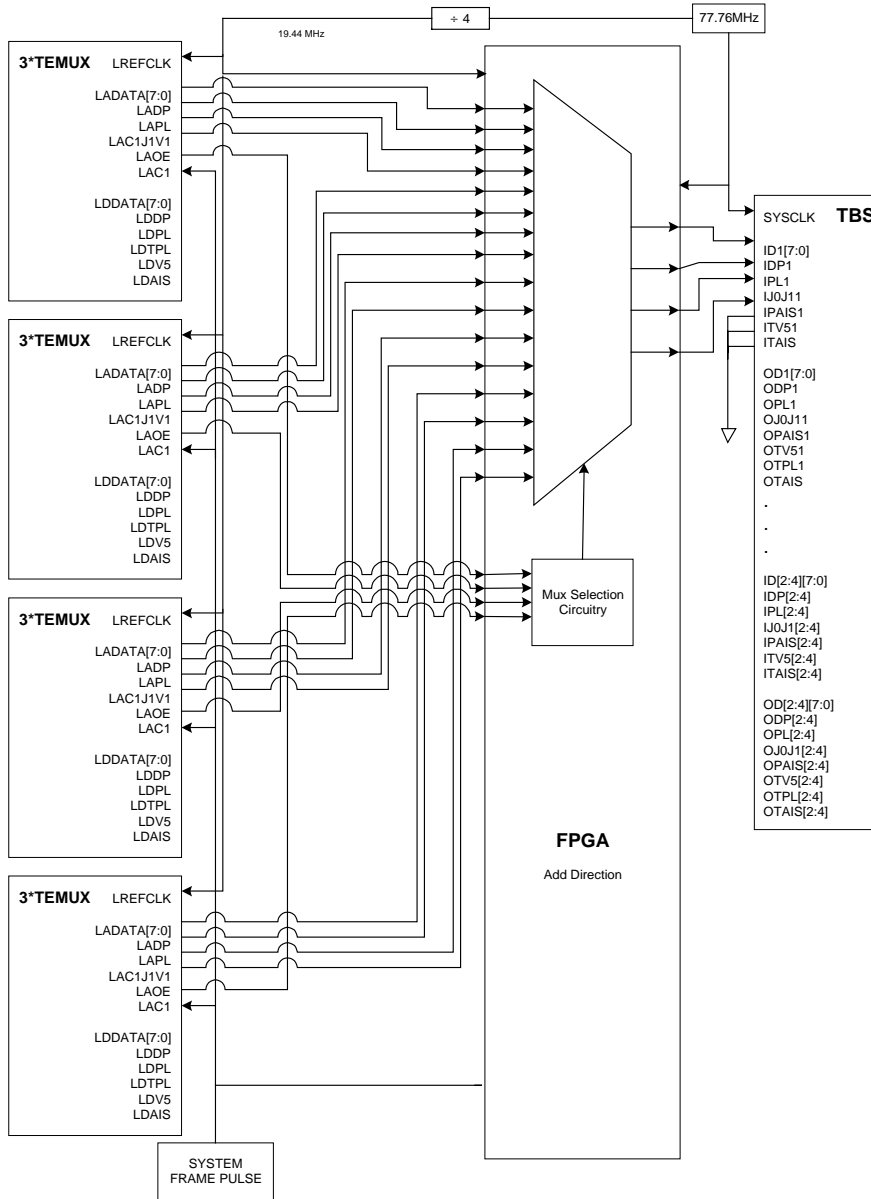 ÷ 4
77.76MHz
19.44 MHz
3*TEMUX LREFCLK
LADATA[7:0]
LADP
LAPL
LAC1J1V1
LAOE
LAC1
LDDATA[7:0]
LDDP
LDPL
LDTPL
LDV5
LDAIS
3*TEMUX LREFCLK
LADATA[7:0]
LADP
LAPL
LAC1J1V1
LAOE
LAC1
LDDATA[7:0]
LDDP
LDPL
LDTPL
LDV5
LDAIS
3*TEMUX LREFCLK
LADATA[7:0]
LADP
LAPL
LAC1J1V1
LAOE
LAC1
LDDATA[7:0]
LDDP
LDPL
LDTPL
LDV5
LDAIS
3*TEMUX LREFCLK
LADATA[7:0]
LADP
LAPL
LAC1J1V1
LAOE
LAC1
LDDATA[7:0]
LDDP
LDPL
LDTPL
LDV5
LDAIS
SYSTEM
FRAME PULSE
Mux Selection
Circuitry
FPGA
Add Direction
SYSCLK TBS
ID1[7:0]
IDP1
IPL1
IJ0J11
IPAIS1
ITV51
ITAIS
OD1[7:0]
ODP1
OPL1
OJ0J11
OPAIS1
OTV51
OTPL1
OTAIS
.
.
.
ID[2:4][7:0]
IDP[2:4]
IPL[2:4]
IJ0J1[2:4]
IPAIS[2:4]
ITV5[2:4]
ITAIS[2:4]
OD[2:4][7:0]
ODP[2:4]
OPL[2:4]
OJ0J1[2:4]
OPAIS[2:4]
OTV5[2:4]
OTPL[2:4]
OTAIS[2:4]